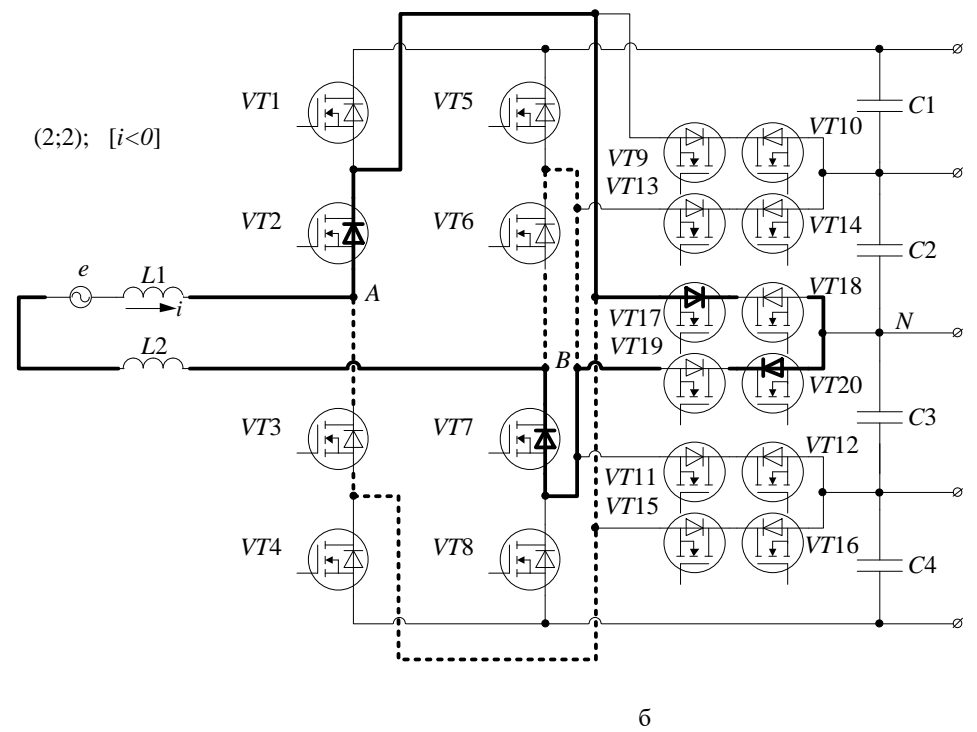 VT1
VT5
C1
(2;2); [i<0]
VT10
VT9
VT13
VT2
VT6
VT14
C2
e
L1
A
VT18
i
VT17
N
VT19
L2
B
VT20
VT3
VT7
C3
VT12
VT11
VT15
VT4
VT8
VT16
C4
б